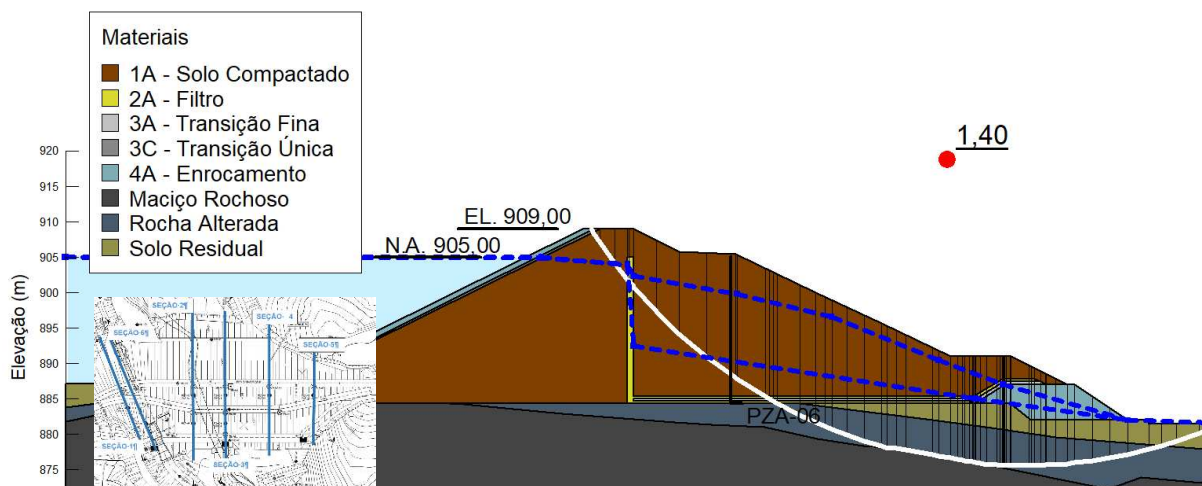 Materiais
1A - Solo Compactado
2A - Filtro
3A - Transição Fina
3C - Transição Única
4A - Enrocamento
Maciço Rochoso
Rocha Alterada
Solo Residual
1,40
EL. 909,00
N.A. 905,00
PZA-06
Elevação (m)
920
915
910
905
900
895
890
885
880
875
SEÇÃO-2¶
SEÇÃO- 4
SEÇÃO-6¶
SEÇÃO-5¶
SEÇÃO-1¶
SEÇÃO-3¶